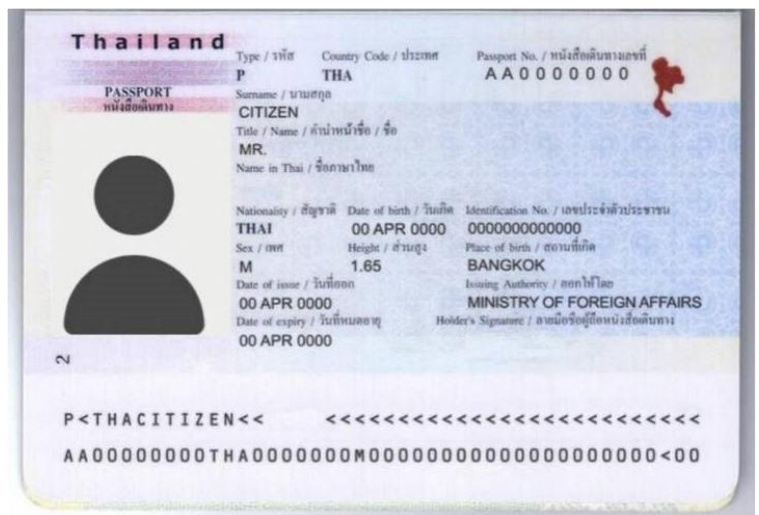 Thailand
PASSPORT
หนังสือเดินทาง
Type / รหัส Country Code / ประเทศ Passport No. / หนังสือเดินทางเลขที่
P THA AA0000000
Surname / นามสกุล
CITIZEN
Title / Name / คำนำหน้าชื่อ / ชื่อ
MR.
Name in Thai / ชื่อภาษาไทย
Nationality / สัญชาติ Date of birth / วันเกิด Identification No. / เลขประจำตัวประชาชน
THAI 00 APR 0000 0000000000000
Sex / เพศ Height / ส่วนสูง Place of birth / สถานที่เกิด
M 1.65 BANGKOK
Date of issue / วันที่ออก Issuing Authority / ออกให้โดย
00 APR 0000 MINISTRY OF FOREIGN AFFAIRS
Date of expiry / วันที่หมดอายุ Holder's Signature / ลายมือชื่อผู้ถือหนังสือเดินทาง
00 APR 0000
2
P<THACITIZEN<< <<<<<<<<<<<<<<<<<<<<<<<<<<
AA00000000THA0000000M00000000000000000000<00